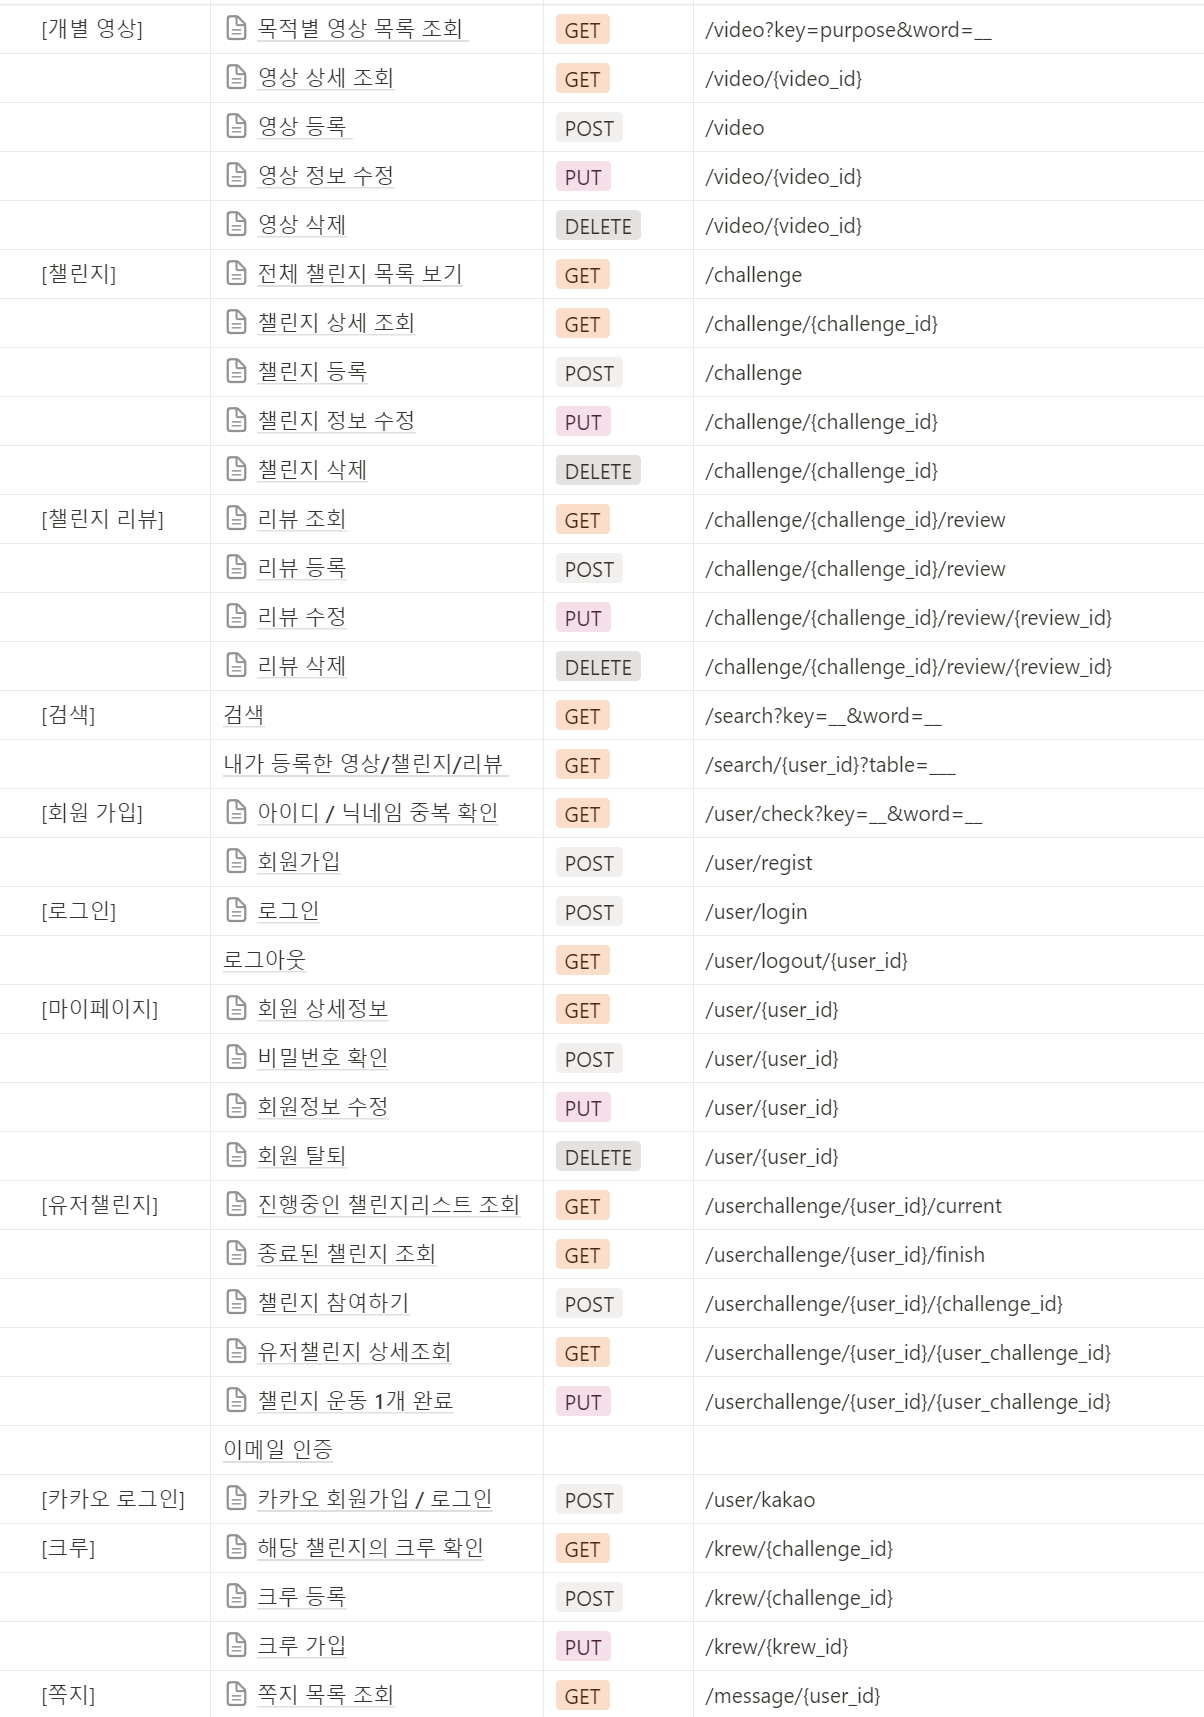 [개별 영상] 목적별 영상 목록 조회 GET /video?key=purpose&word=__
영상 상세 조회 GET /video/{video_id}
영상 등록 POST /video
영상 정보 수정 PUT /video/{video_id}
영상 삭제 DELETE /video/{video_id}
[챌린지] 전체 챌린지 목록 보기 GET /challenge
챌린지 상세 조회 GET /challenge/{challenge_id}
챌린지 등록 POST /challenge
챌린지 정보 수정 PUT /challenge/{challenge_id}
챌린지 삭제 DELETE /challenge/{challenge_id}
[챌린지 리뷰] 리뷰 조회 GET /challenge/{challenge_id}/review
리뷰 등록 POST /challenge/{challenge_id}/review
리뷰 수정 PUT /challenge/{challenge_id}/review/{review_id}
리뷰 삭제 DELETE /challenge/{challenge_id}/review/{review_id}
[검색] 검색 GET /search?key=__&word=__
내가 등록한 영상/챌린지/리뷰 GET /search/{user_id}?table=___
[회원 가입] 아이디 / 닉네임 중복 확인 GET /user/check?key=__&word=__
회원가입 POST /user/regist
[로그인] 로그인 POST /user/login
로그아웃 GET /user/logout/{user_id}
[마이페이지] 회원 상세정보 GET /user/{user_id}
비밀번호 확인 POST /user/{user_id}
회원정보 수정 PUT /user/{user_id}
회원 탈퇴 DELETE /user/{user_id}
[유저챌린지] 진행중인 챌린지리스트 조회 GET /userchallenge/{user_id}/current
종료된 챌린지 조회 GET /userchallenge/{user_id}/finish
챌린지 참여하기 POST /userchallenge/{user_id}/{challenge_id}
유저챌린지 상세조회 GET /userchallenge/{user_id}/{user_challenge_id}
챌린지 운동 1개 완료 PUT /userchallenge/{user_id}/{user_challenge_id}
이메일 인증
[카카오 로그인] 카카오 회원가입 / 로그인 POST /user/kakao
[크루] 해당 챌린지의 크루 확인 GET /krew/{challenge_id}
크루 등록 POST /krew/{challenge_id}
크루 가입 PUT /krew/{krew_id}
[쪽지] 쪽지 목록 조회 GET /message/{user_id}